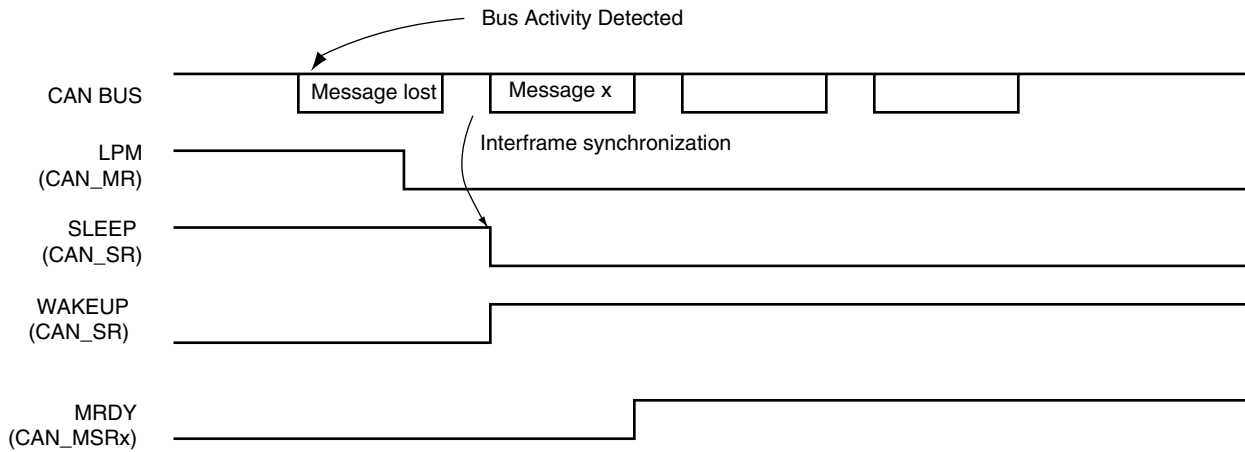 Bus Activity Detected
CAN BUS
Message lost
Message x
Interframe synchronization
LPM
(CAN_MR)
SLEEP
(CAN_SR)
WAKEUP
(CAN_SR)
MRDY
(CAN_MSRx)